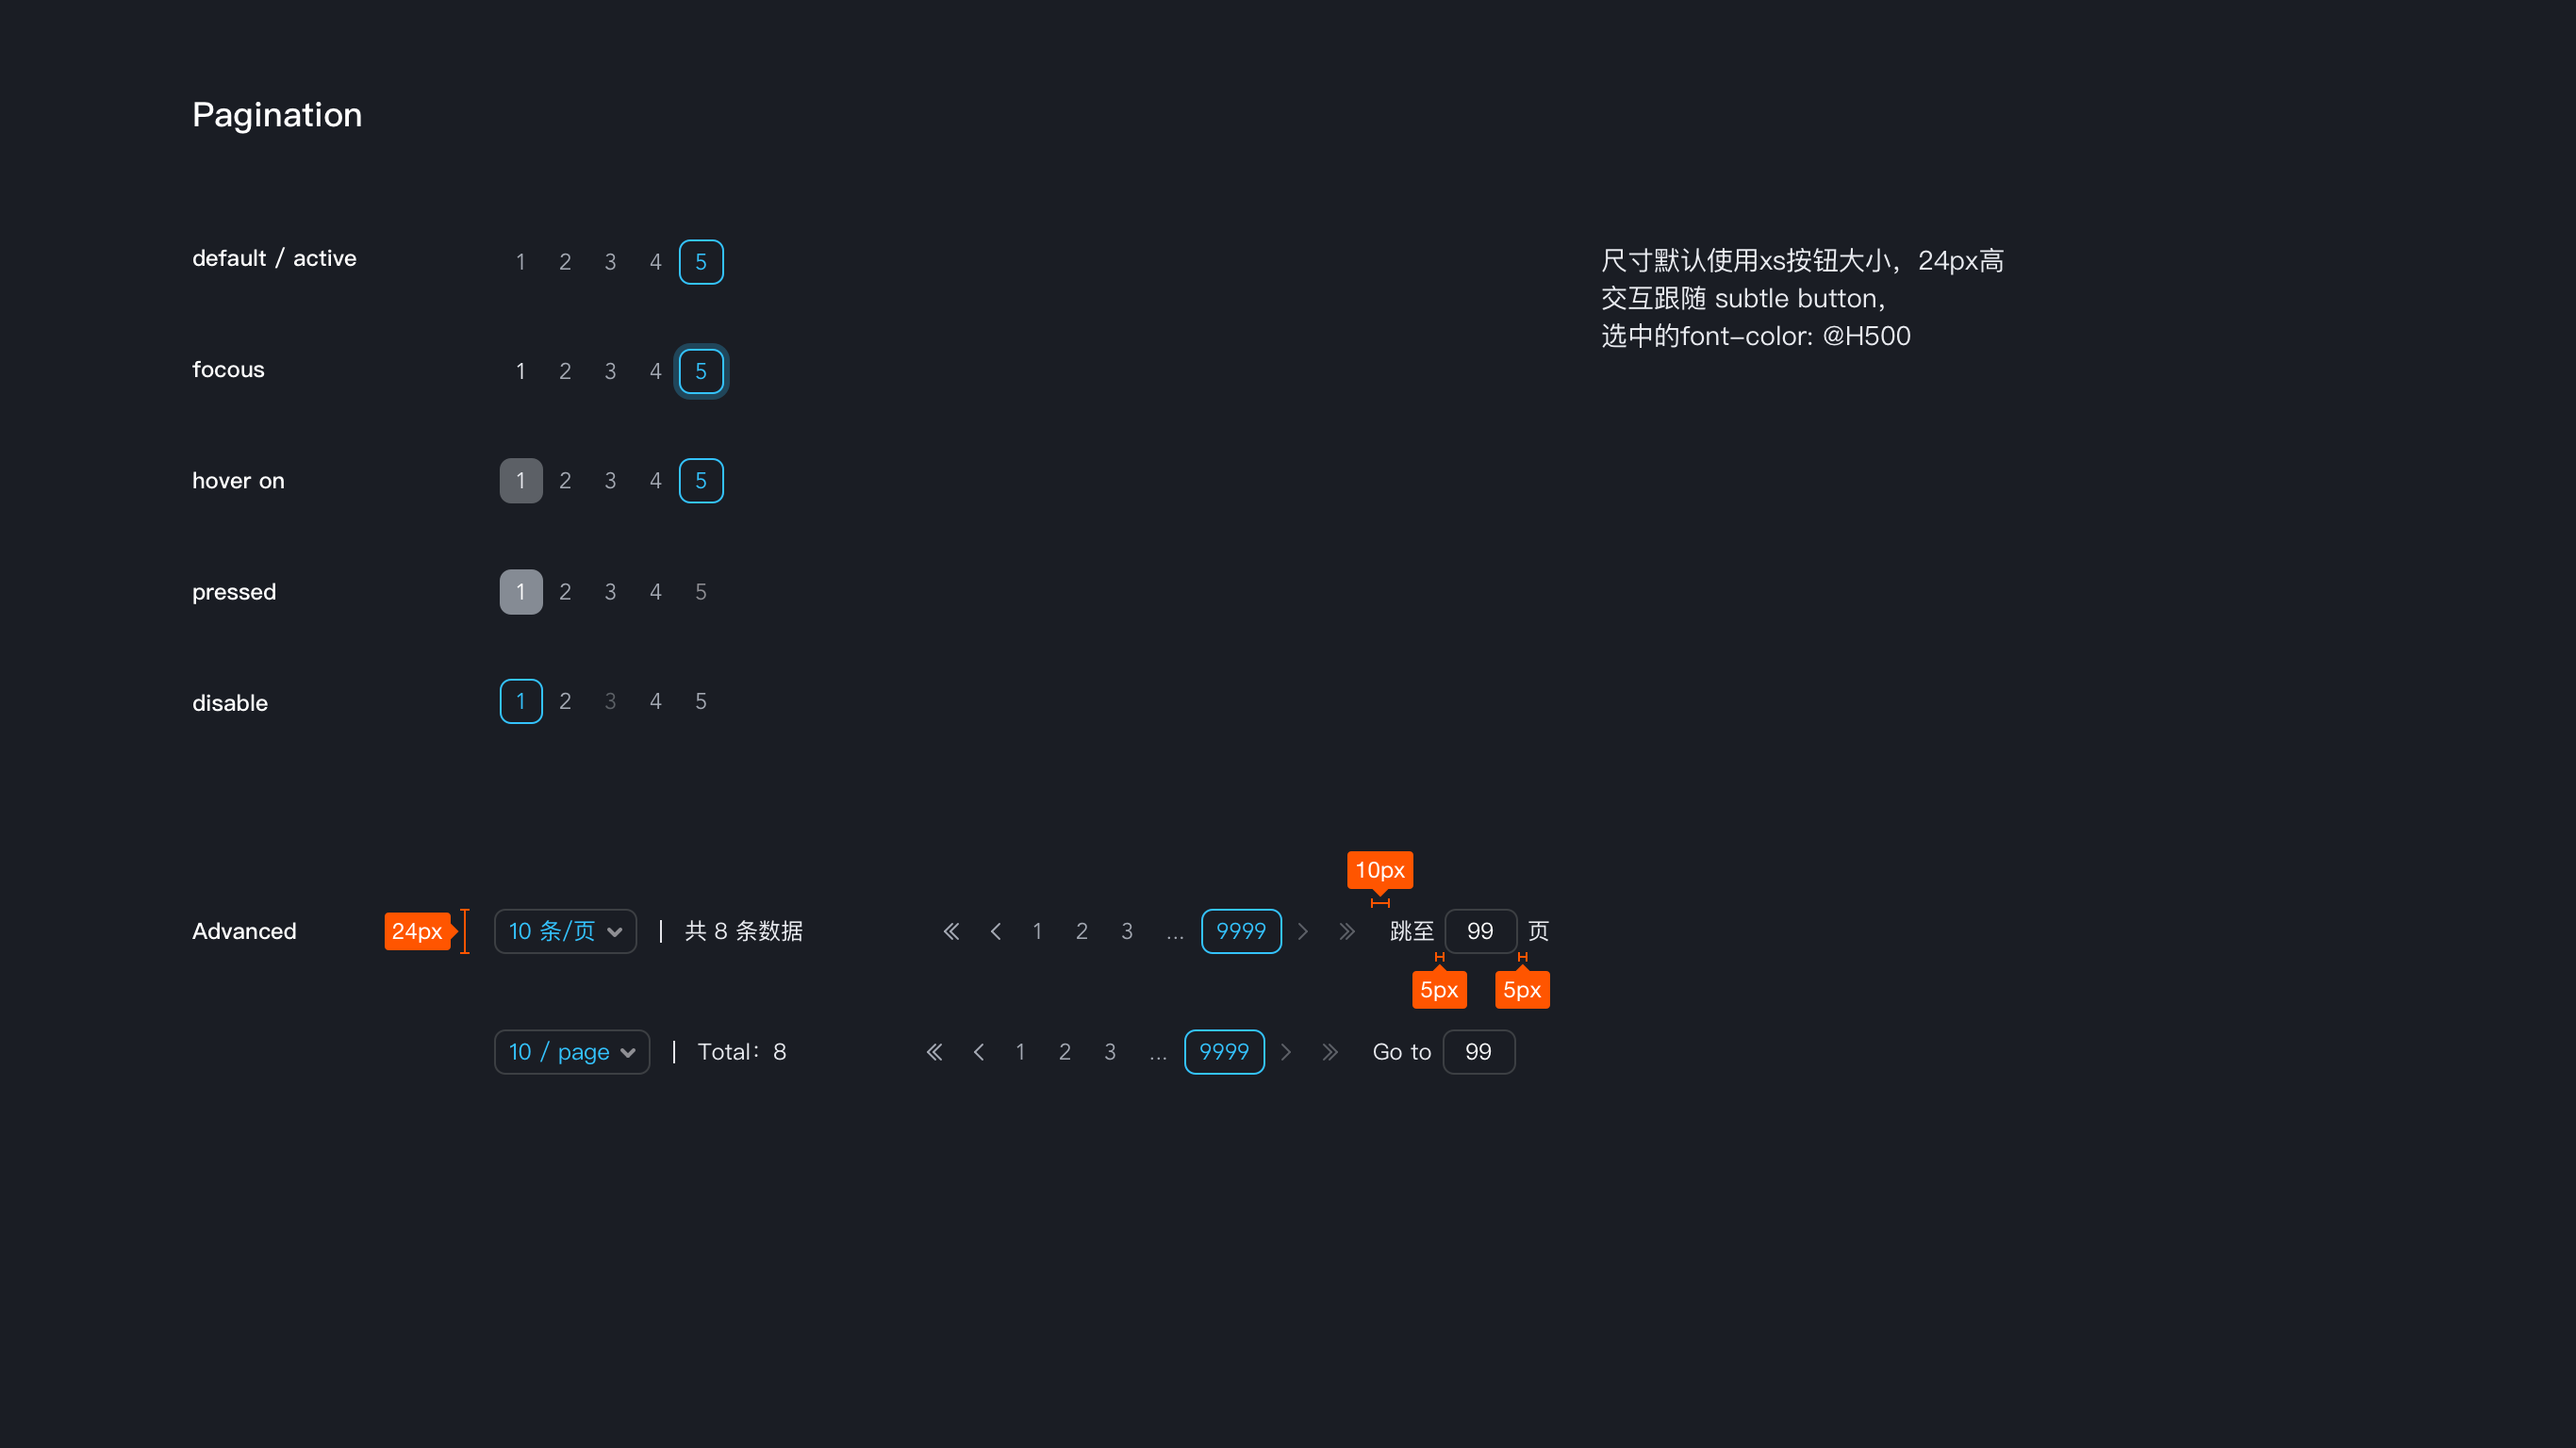 Pagination
default / active
1 2 3 4 5
尺寸默认使用xs按钮大小，24px高
交互跟随 subtle button，
选中的font-color: @H500
focous
1 2 3 4 5
hover on
1 2 3 4 5
pressed
1 2 3 4 5
disable
1 2 3 4 5
10px
Advanced
24px
10 条/页
共 8 条数据
1 2 3 ... 9999
跳至 99 页
5px 5px
10 / page
Total：8
1 2 3 ... 9999
Go to 99